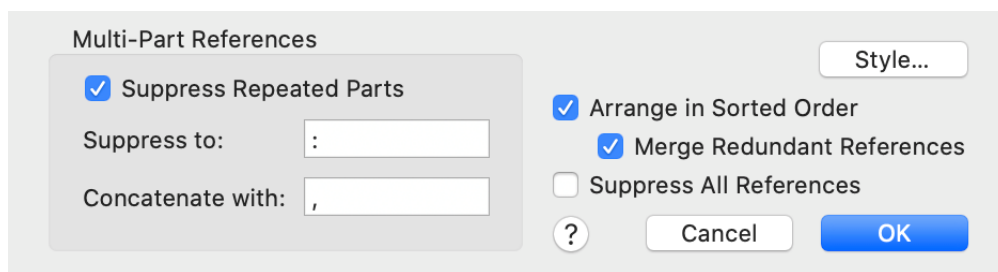 Multi-Part References
Suppress Repeated Parts
Suppress to:
:
Concatenate with:
,
Style...
Arrange in Sorted Order
Merge Redundant References
Suppress All References
?
Cancel
OK